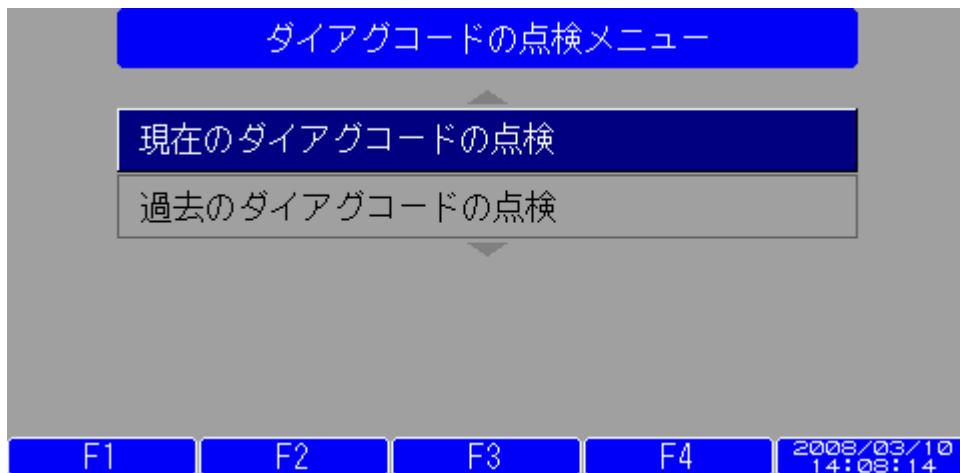 ダイアグコードの点検メニュー
現在のダイアグコードの点検
過去のダイアグコードの点検
F1
F2
F3
F4
2008/03/10
14:08:14